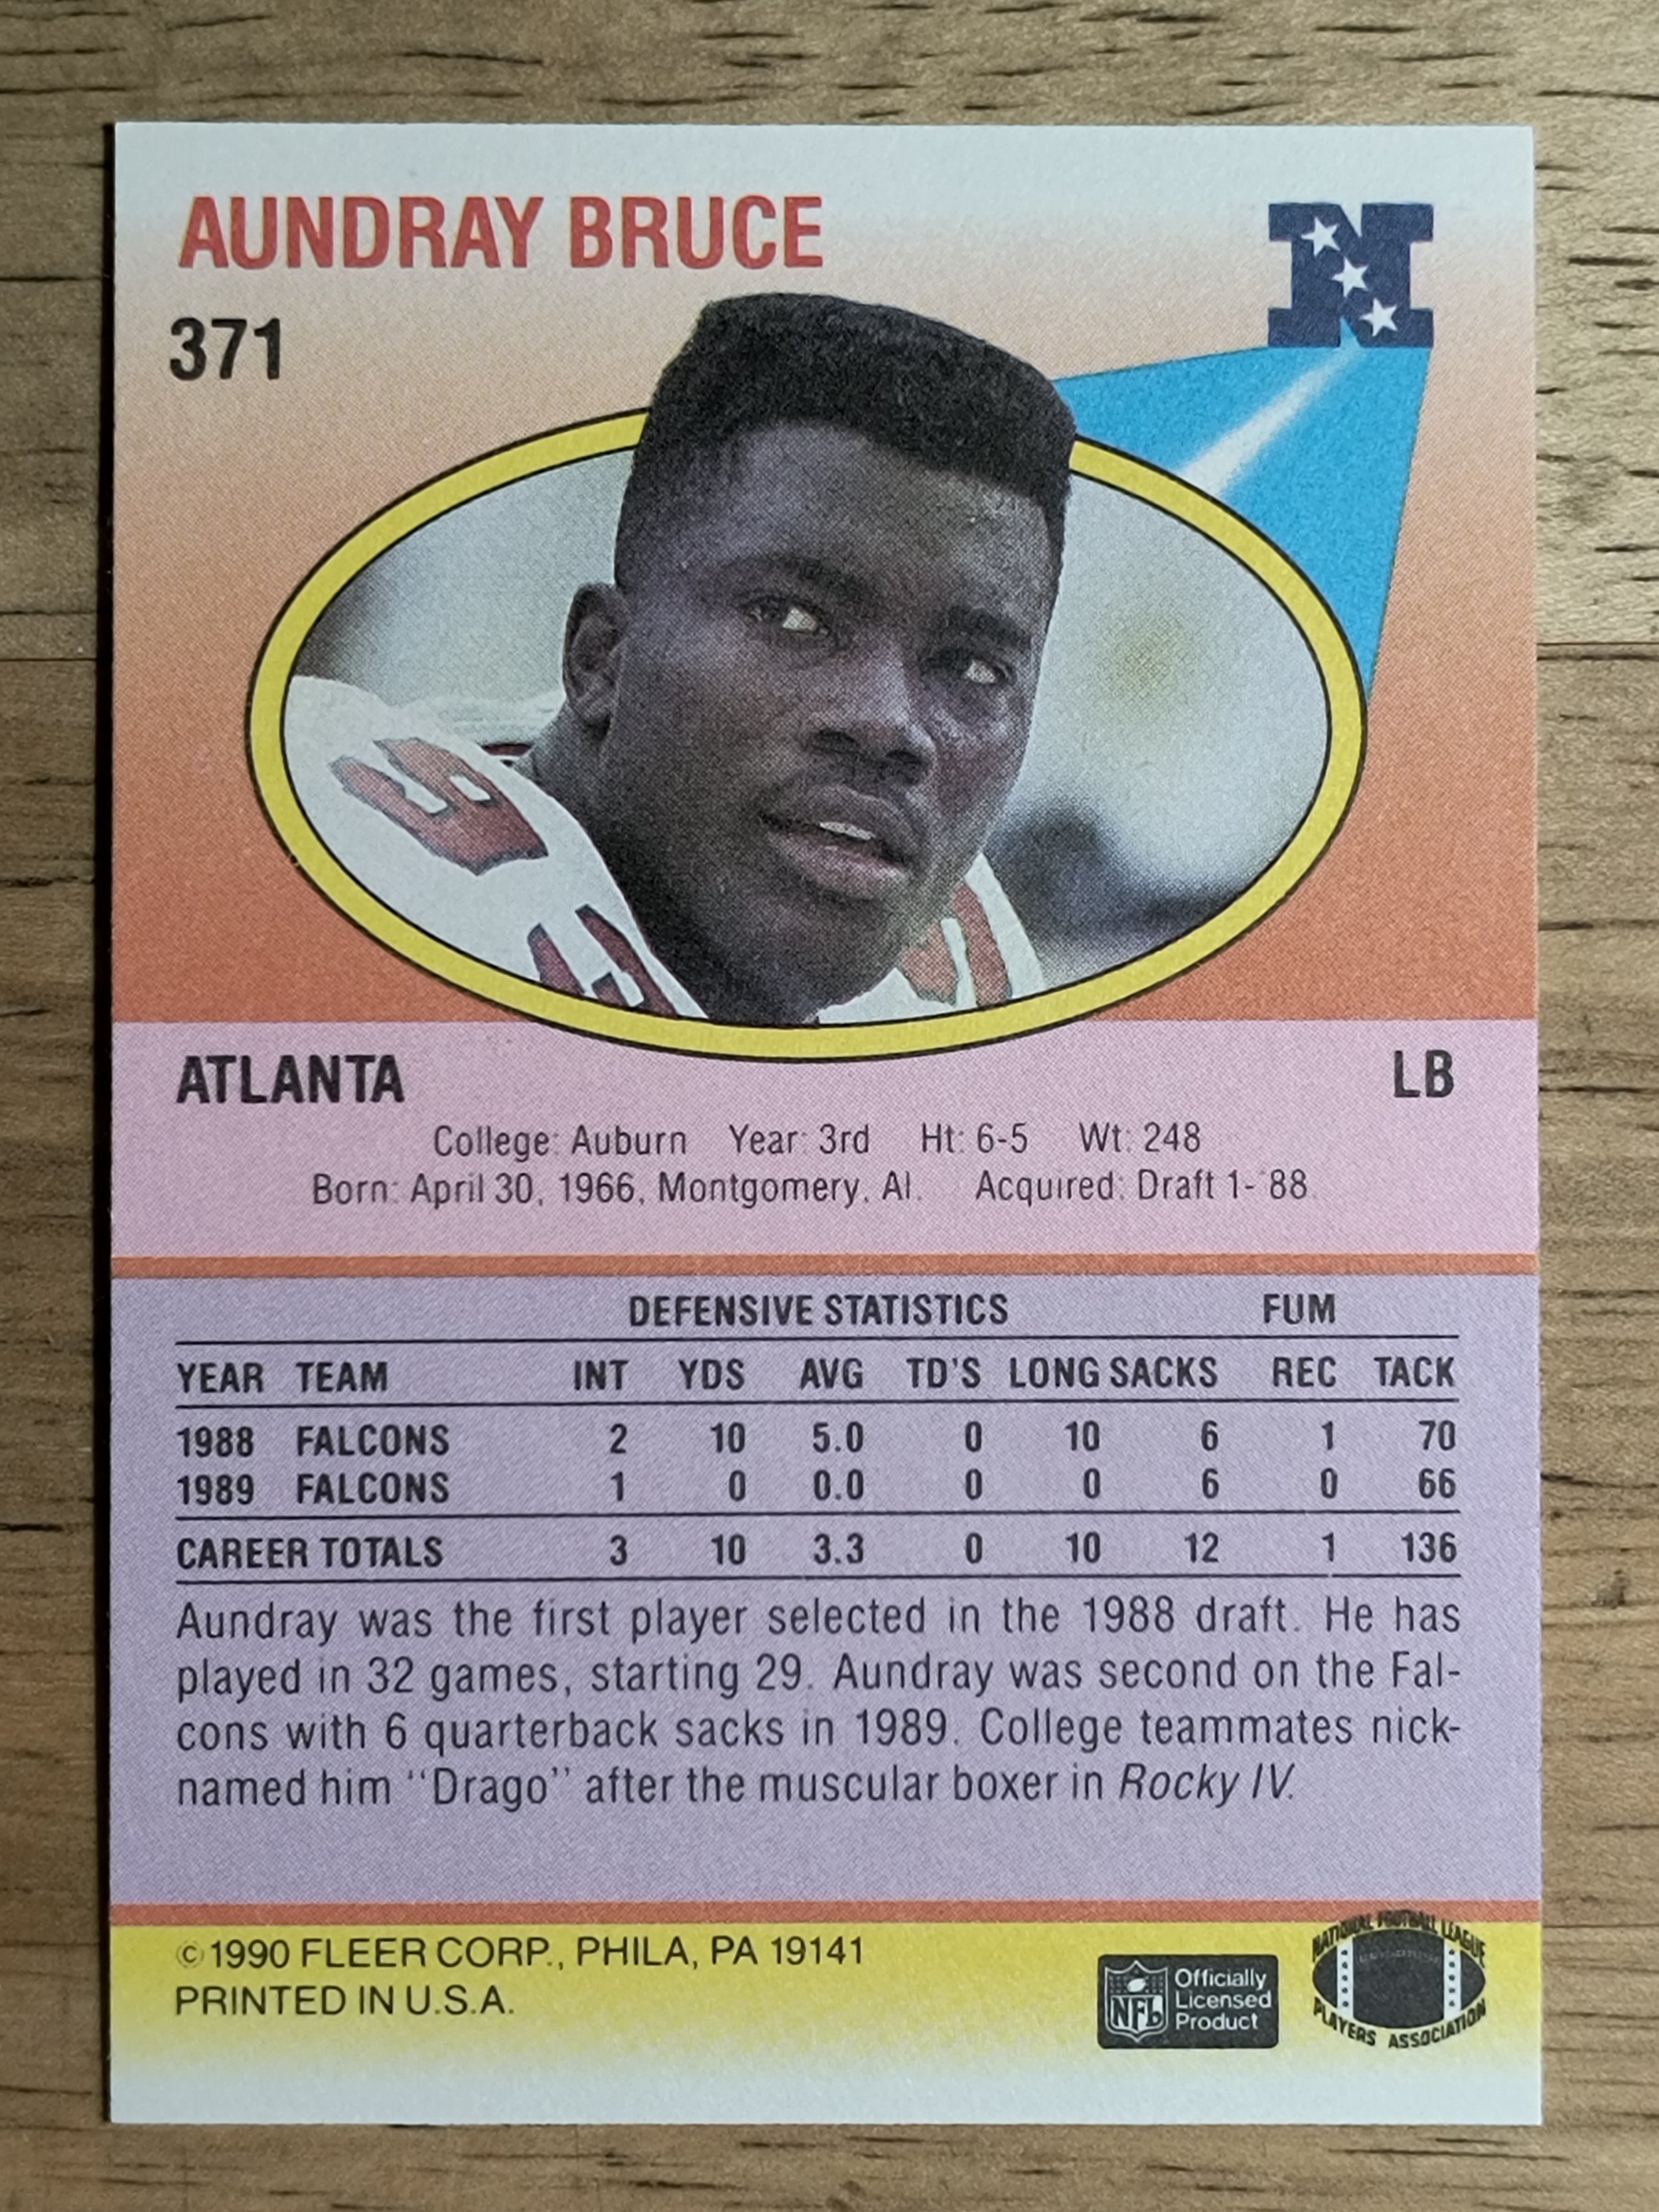 AUNDRAY BRUCE
371
ATLANTA LB
College: Auburn Year: 3rd Ht: 6-5 Wt: 248
Born: April 30, 1966, Montgomery, Al. Acquired: Draft 1-'88
DEFENSIVE STATISTICS FUM
YEAR TEAM INT YDS AVG TD'S LONG SACKS REC TACK
1988 FALCONS 2 10 5.0 0 10 6 1 70
1989 FALCONS 1 0 0.0 0 0 6 0 66
CAREER TOTALS 3 10 3.3 0 10 12 1 136
Aundray was the first player selected in the 1988 draft. He has
played in 32 games, starting 29. Aundray was second on the Fal-
cons with 6 quarterback sacks in 1989. College teammates nick-
named him "Drago" after the muscular boxer in Rocky IV.
© 1990 FLEER CORP., PHILA, PA 19141
PRINTED IN U.S.A.
NFL
Officially
Licensed
Product
NATIONAL FOOTBALL LEAGUE
PLAYERS ASSOCIATION